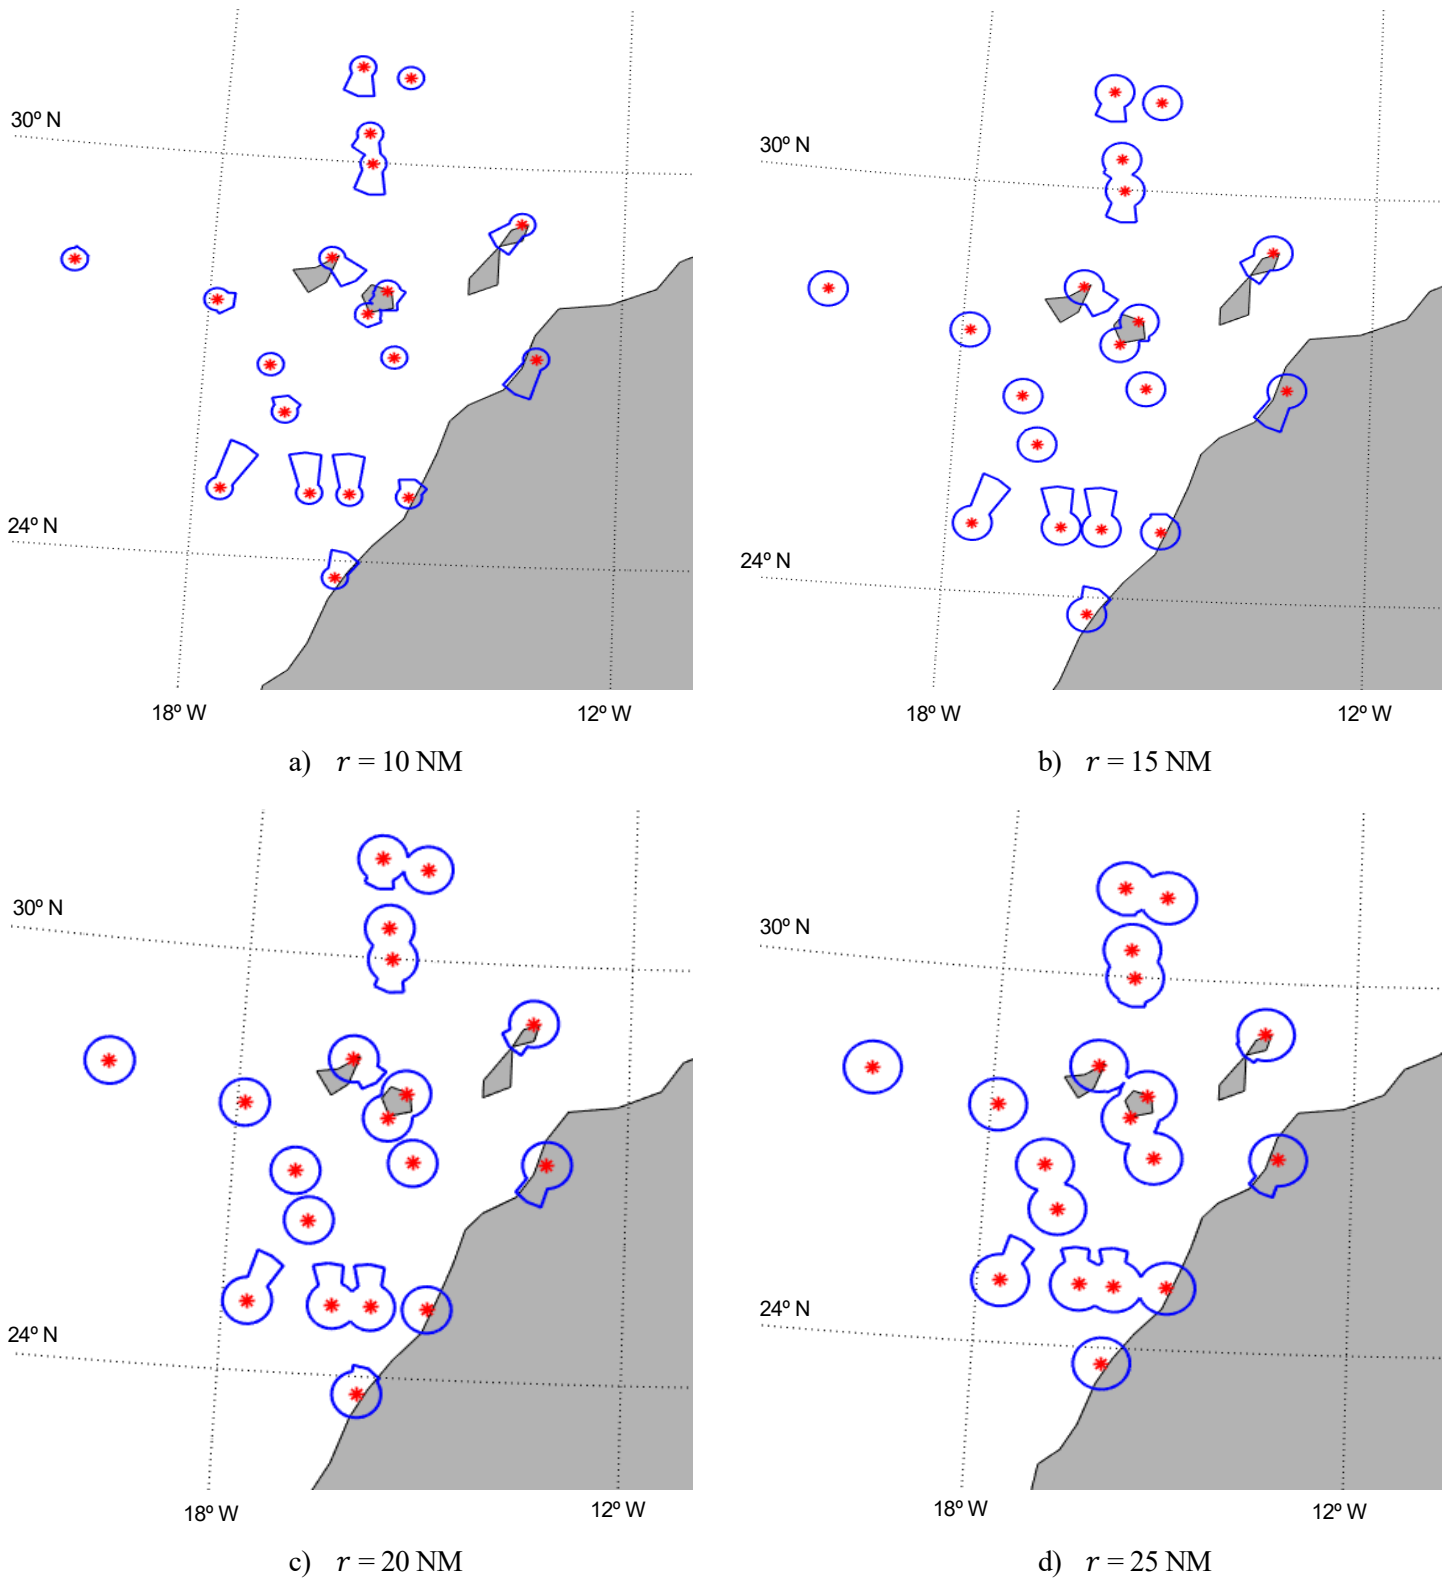 30º N
24º N
18º W
12º W
a) r = 10 NM
30º N
24º N
18º W
12º W
b) r = 15 NM
30º N
24º N
18º W
12º W
c) r = 20 NM
30º N
24º N
18º W
12º W
d) r = 25 NM